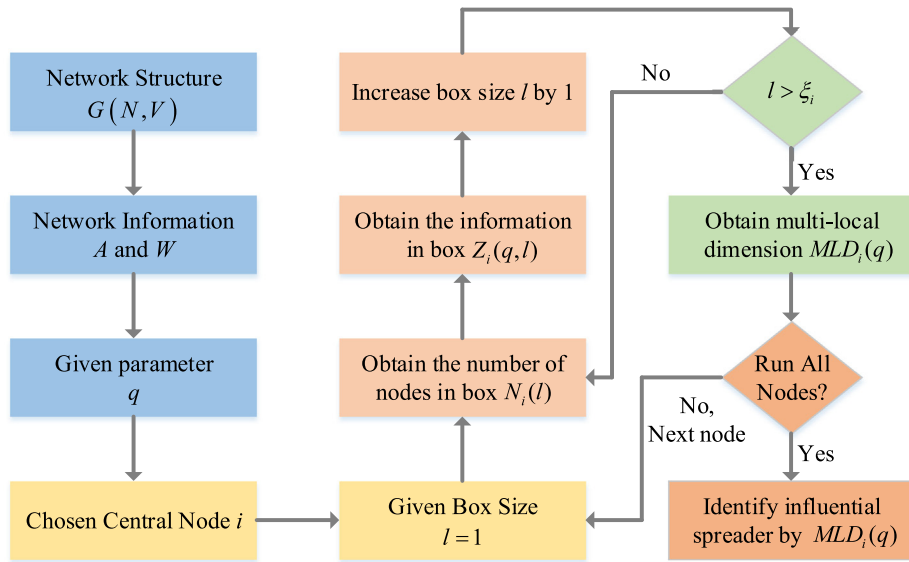 Network Structure
G(N,V)
Network Information
A and W
Given parameter
q
Chosen Central Node i
Given Box Size
l = 1
Obtain the number of
nodes in box N_i(l)
Obtain the information
in box Z_i(q,l)
Increase box size l by 1
l > ξ_i
No
Yes
Obtain multi-local
dimension MLD_i(q)
Run All
Nodes?
No,
Next node
Yes
Identify influential
spreader by MLD_i(q)